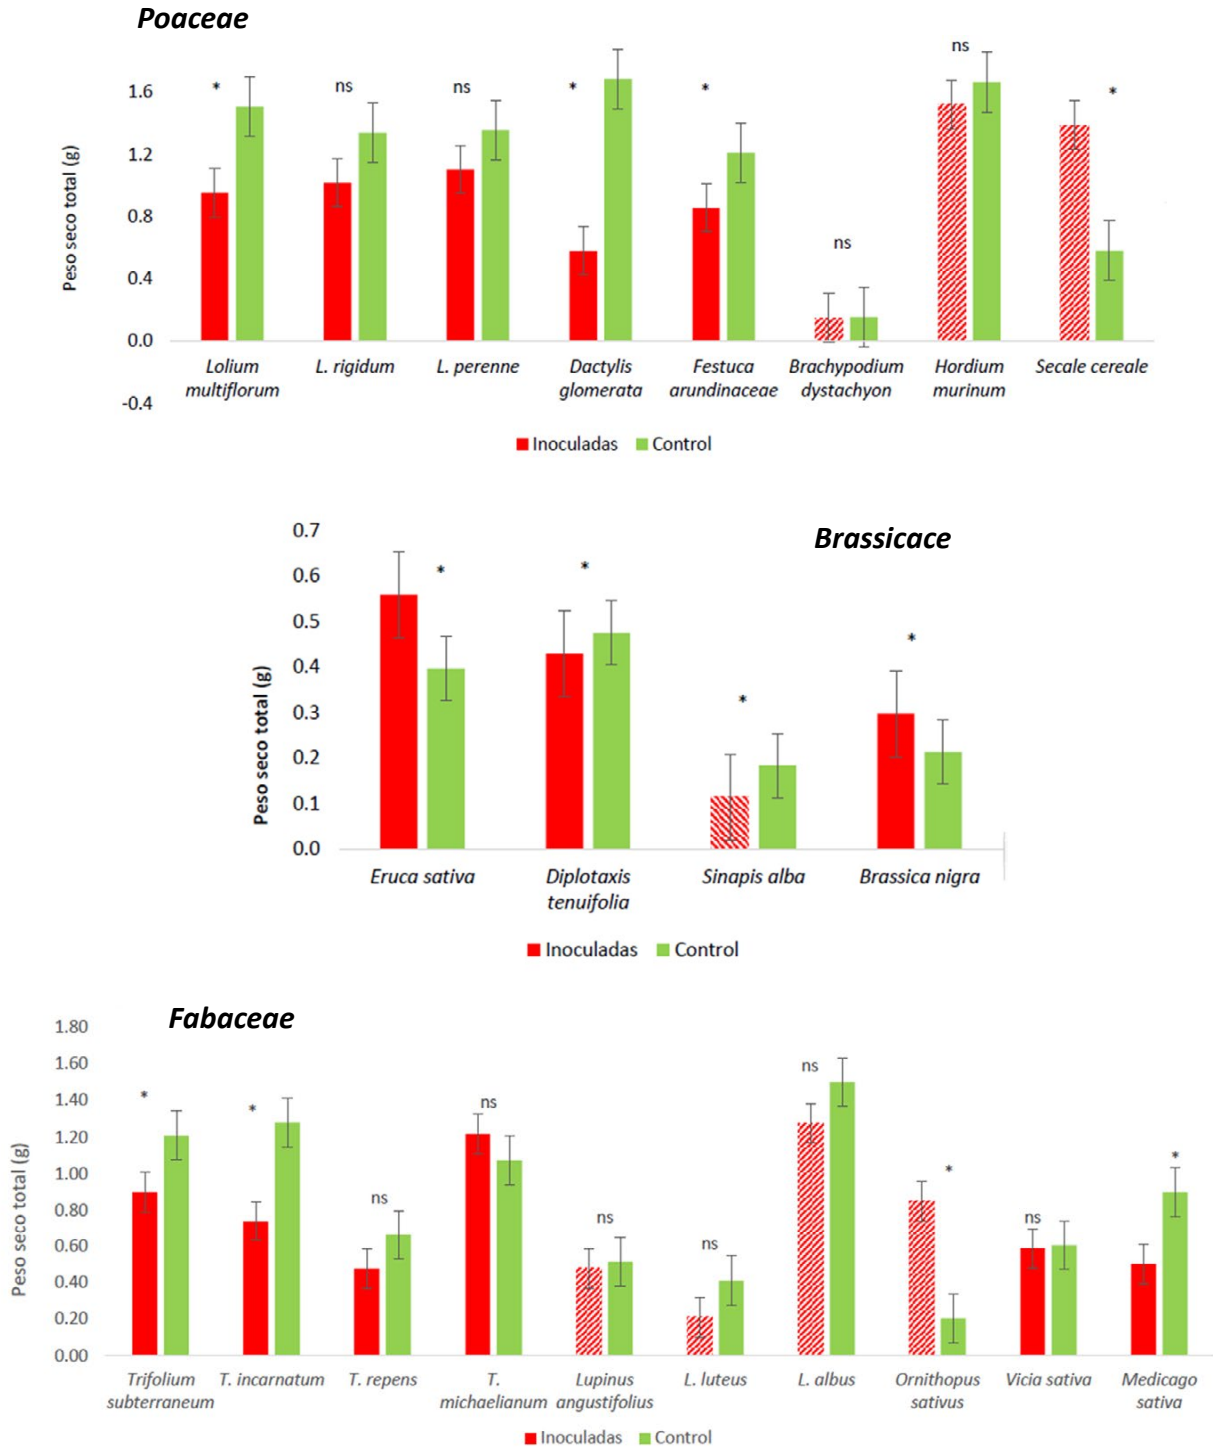 Poaceae
Peso seco total (g)
1.6
1.2
0.8
0.4
0.0
-0.4
* ns ns * * ns ns *
Lolium multiflorum
L. rigidum
L. perenne
Dactylis glomerata
Festuca arundinaceae
Brachypodium dystachyon
Hordium murinum
Secale cereale
Inoculadas Control
Brassicace
Peso seco total (g)
0.7
0.6
0.5
0.4
0.3
0.2
0.1
0.0
* * * *
Eruca sativa
Diplotaxis tenuifolia
Sinapis alba
Brassica nigra
Inoculadas Control
Fabaceae
Peso seco total (g)
1.80
1.60
1.40
1.20
1.00
0.80
0.60
0.40
0.20
0.00
* * ns ns ns ns ns * ns *
Trifolium subterraneum
T. incarnatum
T. repens
T. michaelianum
Lupinus angustifolius
L. luteus
L. albus
Ornithopus sativus
Vicia sativa
Medicago sativa
Inoculadas Control